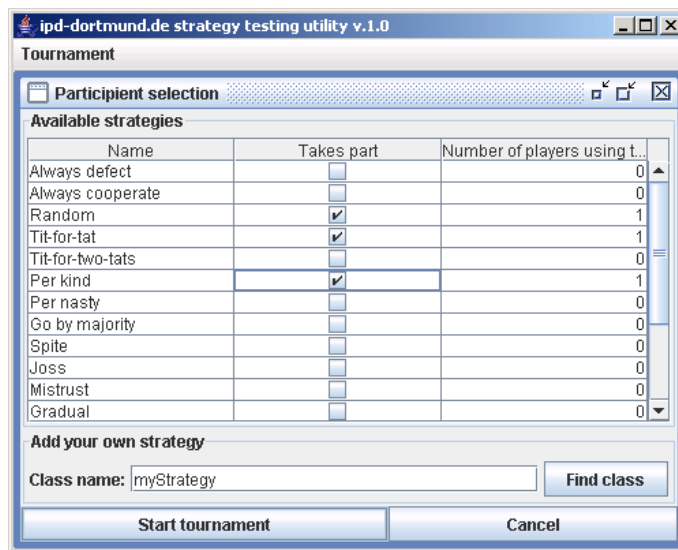 ipd-dortmund.de strategy testing utility v.1.0
Tournament
Participient selection
Available strategies
Name Takes part Number of players using t...
Always defect 0
Always cooperate 0
Random 1
Tit-for-tat 1
Tit-for-two-tats 0
Per kind 1
Per nasty 0
Go by majority 0
Spite 0
Joss 0
Mistrust 0
Gradual 0
Add your own strategy
Class name: myStrategy Find class
Start tournament Cancel